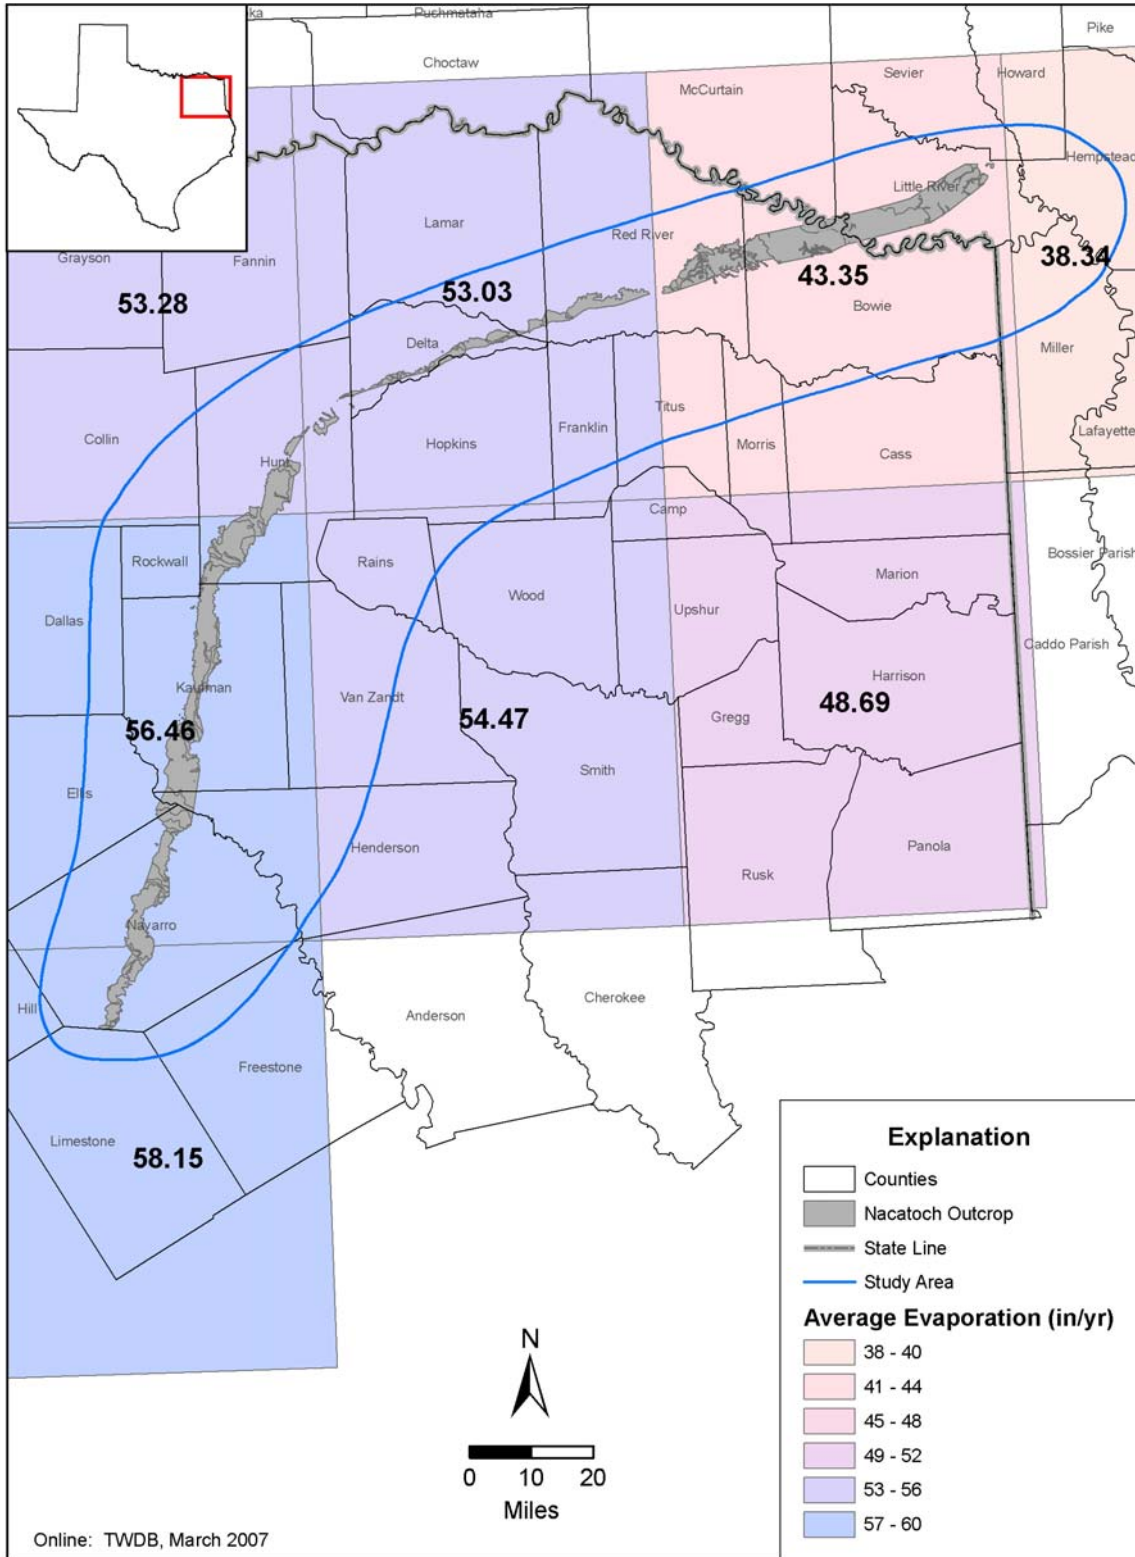 ka
Pushmataha
Pike
Choctaw
McCurtain
Sevier
Howard
Hempstead
Little River
Lamar
Red River
Grayson
Fannin
53.28
53.03
43.35
38.34
Bowie
Delta
Miller
Titus
Collin
Hopkins
Franklin
Morris
Cass
Lafayette
Hunt
Camp
Rockwall
Rains
Wood
Marion
Bossier Parish
Dallas
Upshur
Caddo Parish
Kaufman
Van Zandt
Harrison
56.46
54.47
Gregg
48.69
Ellis
Smith
Henderson
Rusk
Panola
Navarro
Hill
Anderson
Cherokee
Freestone
Limestone
58.15
Explanation
Counties
Nacatoch Outcrop
State Line
Study Area
Average Evaporation (in/yr)
38 - 40
41 - 44
45 - 48
49 - 52
53 - 56
57 - 60
N
0 10 20
Miles
Online: TWDB, March 2007